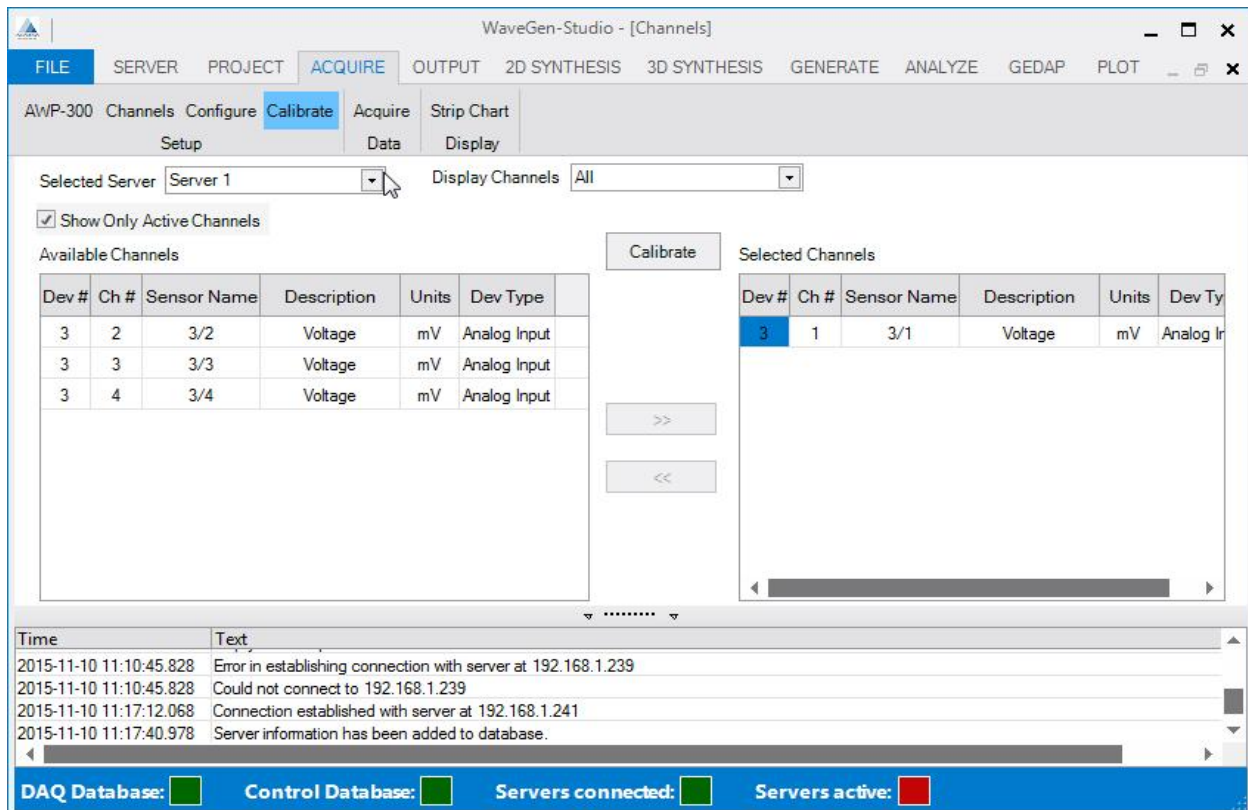 WaveGen-Studio - [Channels]
FILE SERVER PROJECT ACQUIRE OUTPUT 2D SYNTHESIS 3D SYNTHESIS GENERATE ANALYZE GEDAP PLOT
AWP-300 Channels Configure Calibrate Acquire Strip Chart
Setup Data Display
Selected Server Server 1 Display Channels All
Show Only Active Channels
Available Channels Calibrate Selected Channels
Dev # Ch # Sensor Name Description Units Dev Type Dev # Ch # Sensor Name Description Units Dev Ty
3 2 3/2 Voltage mV Analog Input 3 1 3/1 Voltage mV Analog In
3 3 3/3 Voltage mV Analog Input
3 4 3/4 Voltage mV Analog Input
>>
<<
Time Text
2015-11-10 11:10:45.828 Error in establishing connection with server at 192.168.1.239
2015-11-10 11:10:45.828 Could not connect to 192.168.1.239
2015-11-10 11:17:12.068 Connection established with server at 192.168.1.241
2015-11-10 11:17:40.978 Server information has been added to database.
DAQ Database: Control Database: Servers connected: Servers active: